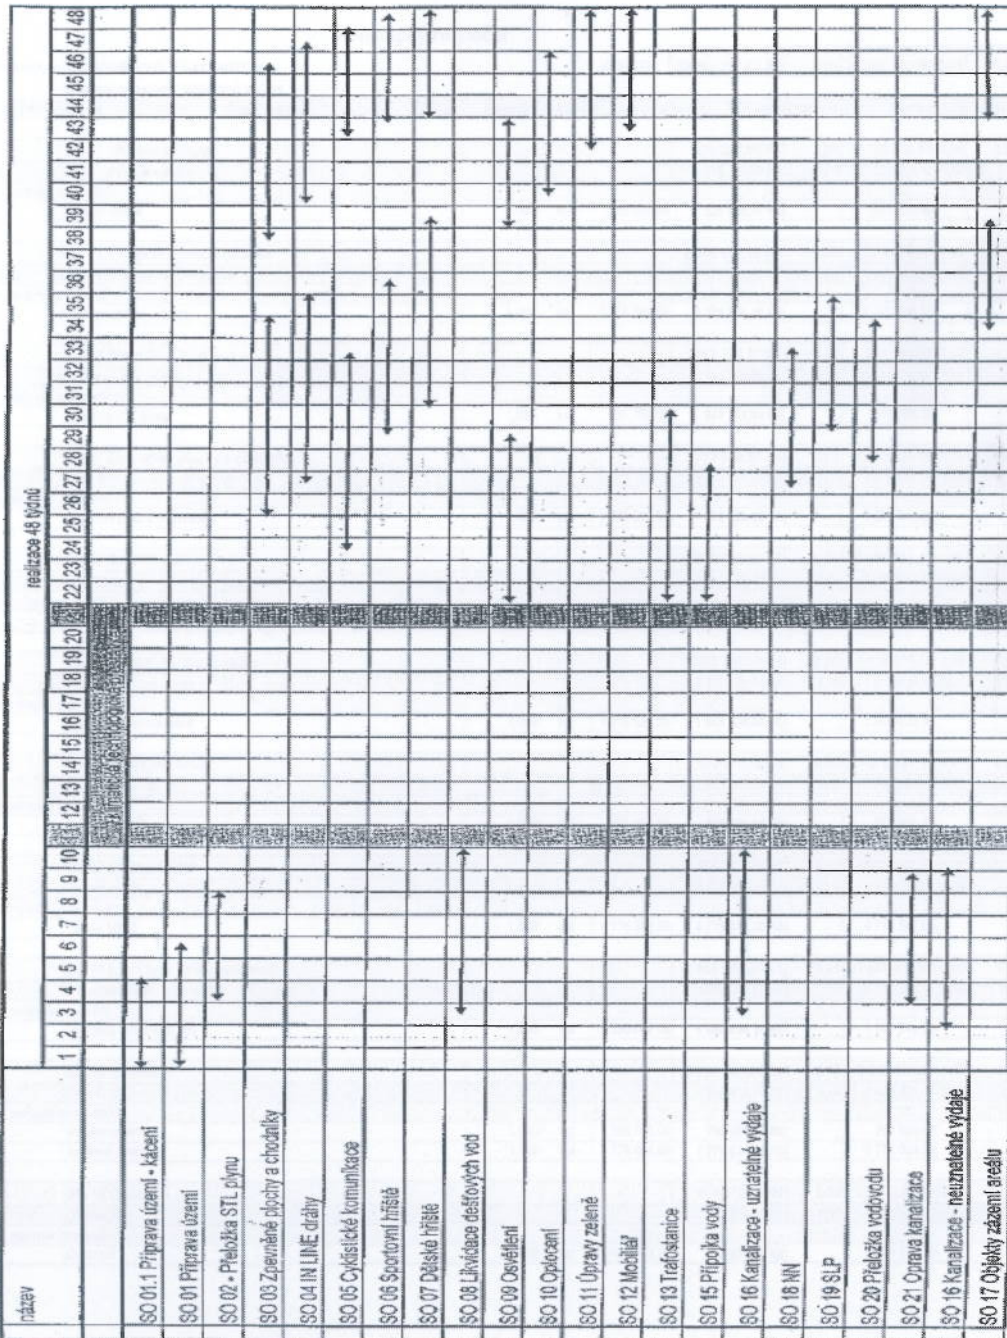 název
realizace 48 týdnů
1 2 3 4 5 6 7 8 9 10 11 12 13 14 15 16 17 18 19 20 21 22 23 24 25 26 27 28 29 30 31 32 33 34 35 36 37 38 39 40 41 42 43 44 45 46 47 48
klimatická technologická
SO 01.1 Příprava území - kácení
SO 01 Příprava území
SO 02 - Přeložka STL plynu
SO 03 Zpevněné plochy a chodníky
SO 04 IN LINE dráhy
SO 05 Cyklistické komunikace
SO 06 Sportovní hřiště
SO 07 Dětské hřiště
SO 08 Likvidace dešťových vod
SO 09 Osvětlení
SO 10 Oplocení
SO 11 Úpravy zeleně
SO 12 Mobiliář
SO 13 Trafostanice
SO 15 Přípojka vody
SO 16 Kanalizace - uznatelné výdaje
SO 18 NN
SO 19 SLP
SO 20 Přeložka vodovodu
SO 21 Oprava kanalizace
SO 16 Kanalizace - neuznatelné výdaje
SO 17 Objekty zázemí areálu